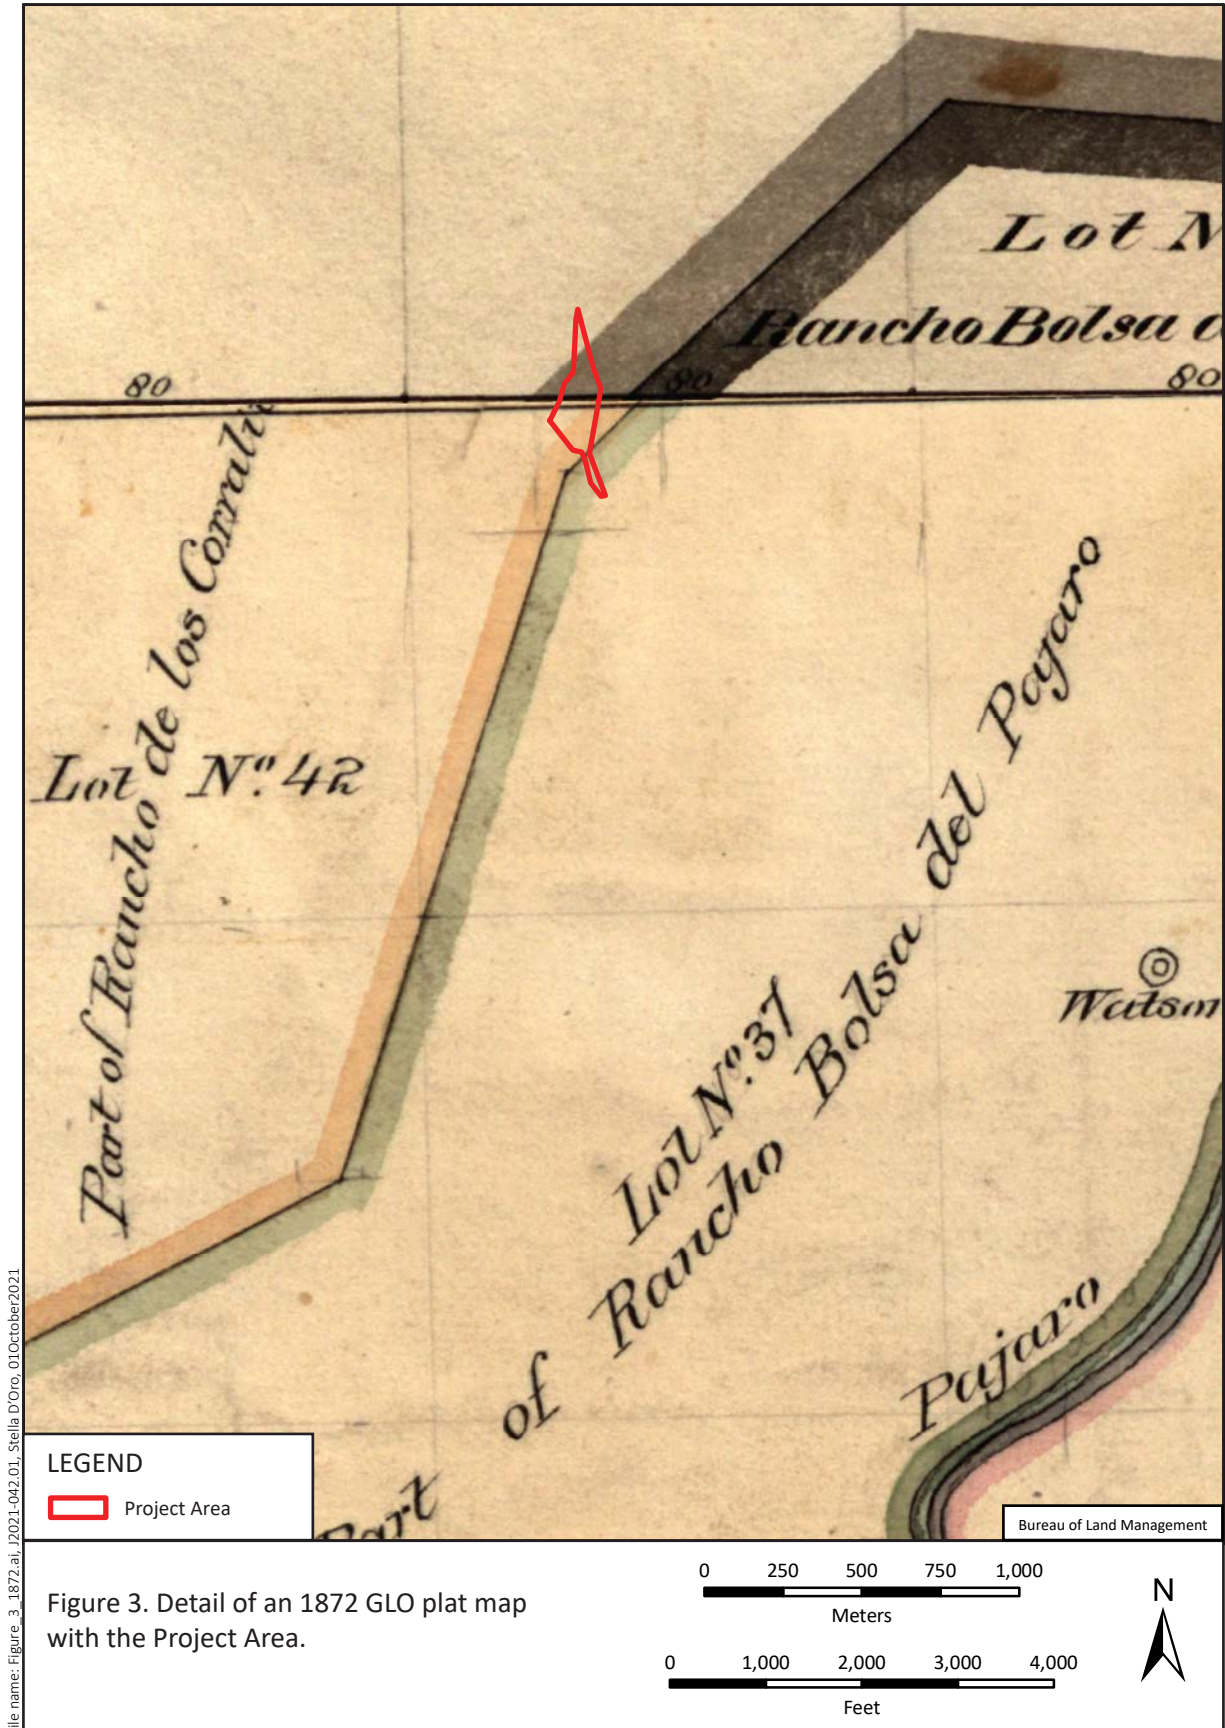 Lot N
Rancho Bolsa d
80
80
80
Part of Rancho de los Corrali
Lot No. 42
Lot No. 37
Part of Rancho Bolsa del Pajaro
Watson
Pajaro
LEGEND
Project Area
Bureau of Land Management
Figure 3. Detail of an 1872 GLO plat map
with the Project Area.
0 250 500 750 1,000
Meters
0 1,000 2,000 3,000 4,000
Feet
N
ile name: Figure_3_1872.ai, J2021-042.01, Stella D'Oro, 01October2021